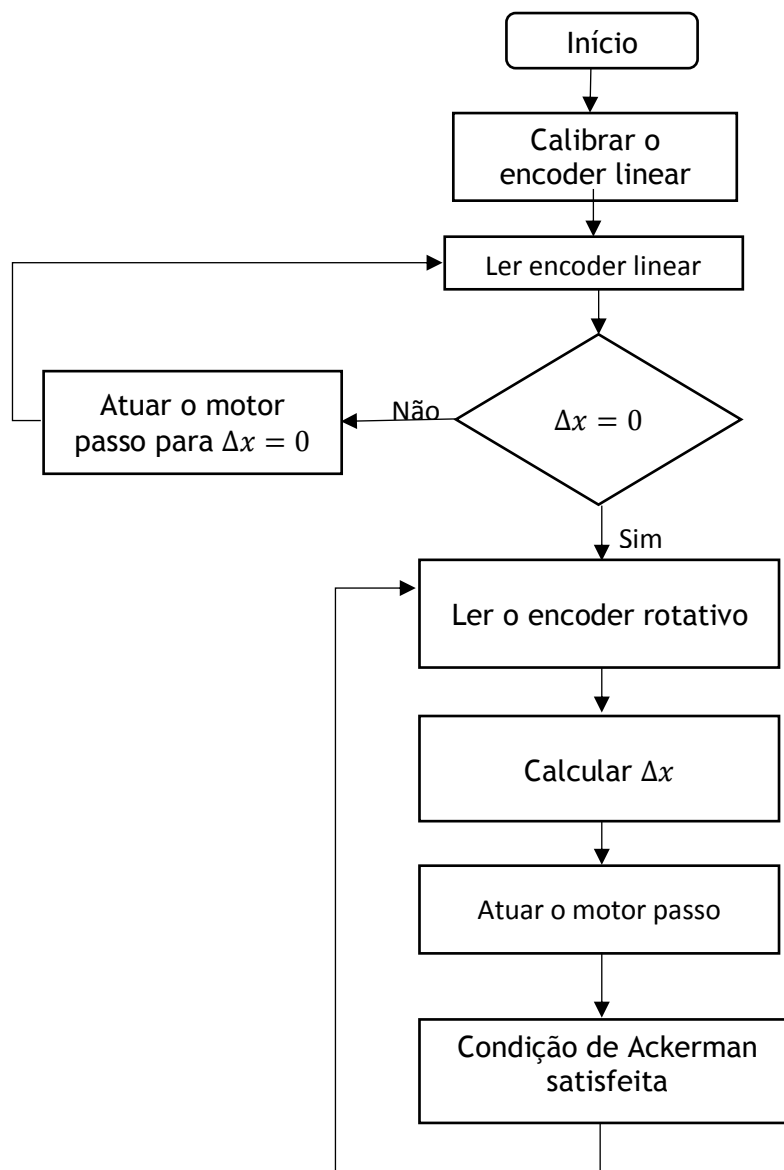 Início
Calibrar o
encoder linear
Ler encoder linear
Atuar o motor
passo para Δ𝑥 = 0
Não
Δ𝑥 = 0
Sim
Ler o encoder rotativo
Calcular Δ𝑥
Atuar o motor passo
Condição de Ackerman
satisfeita